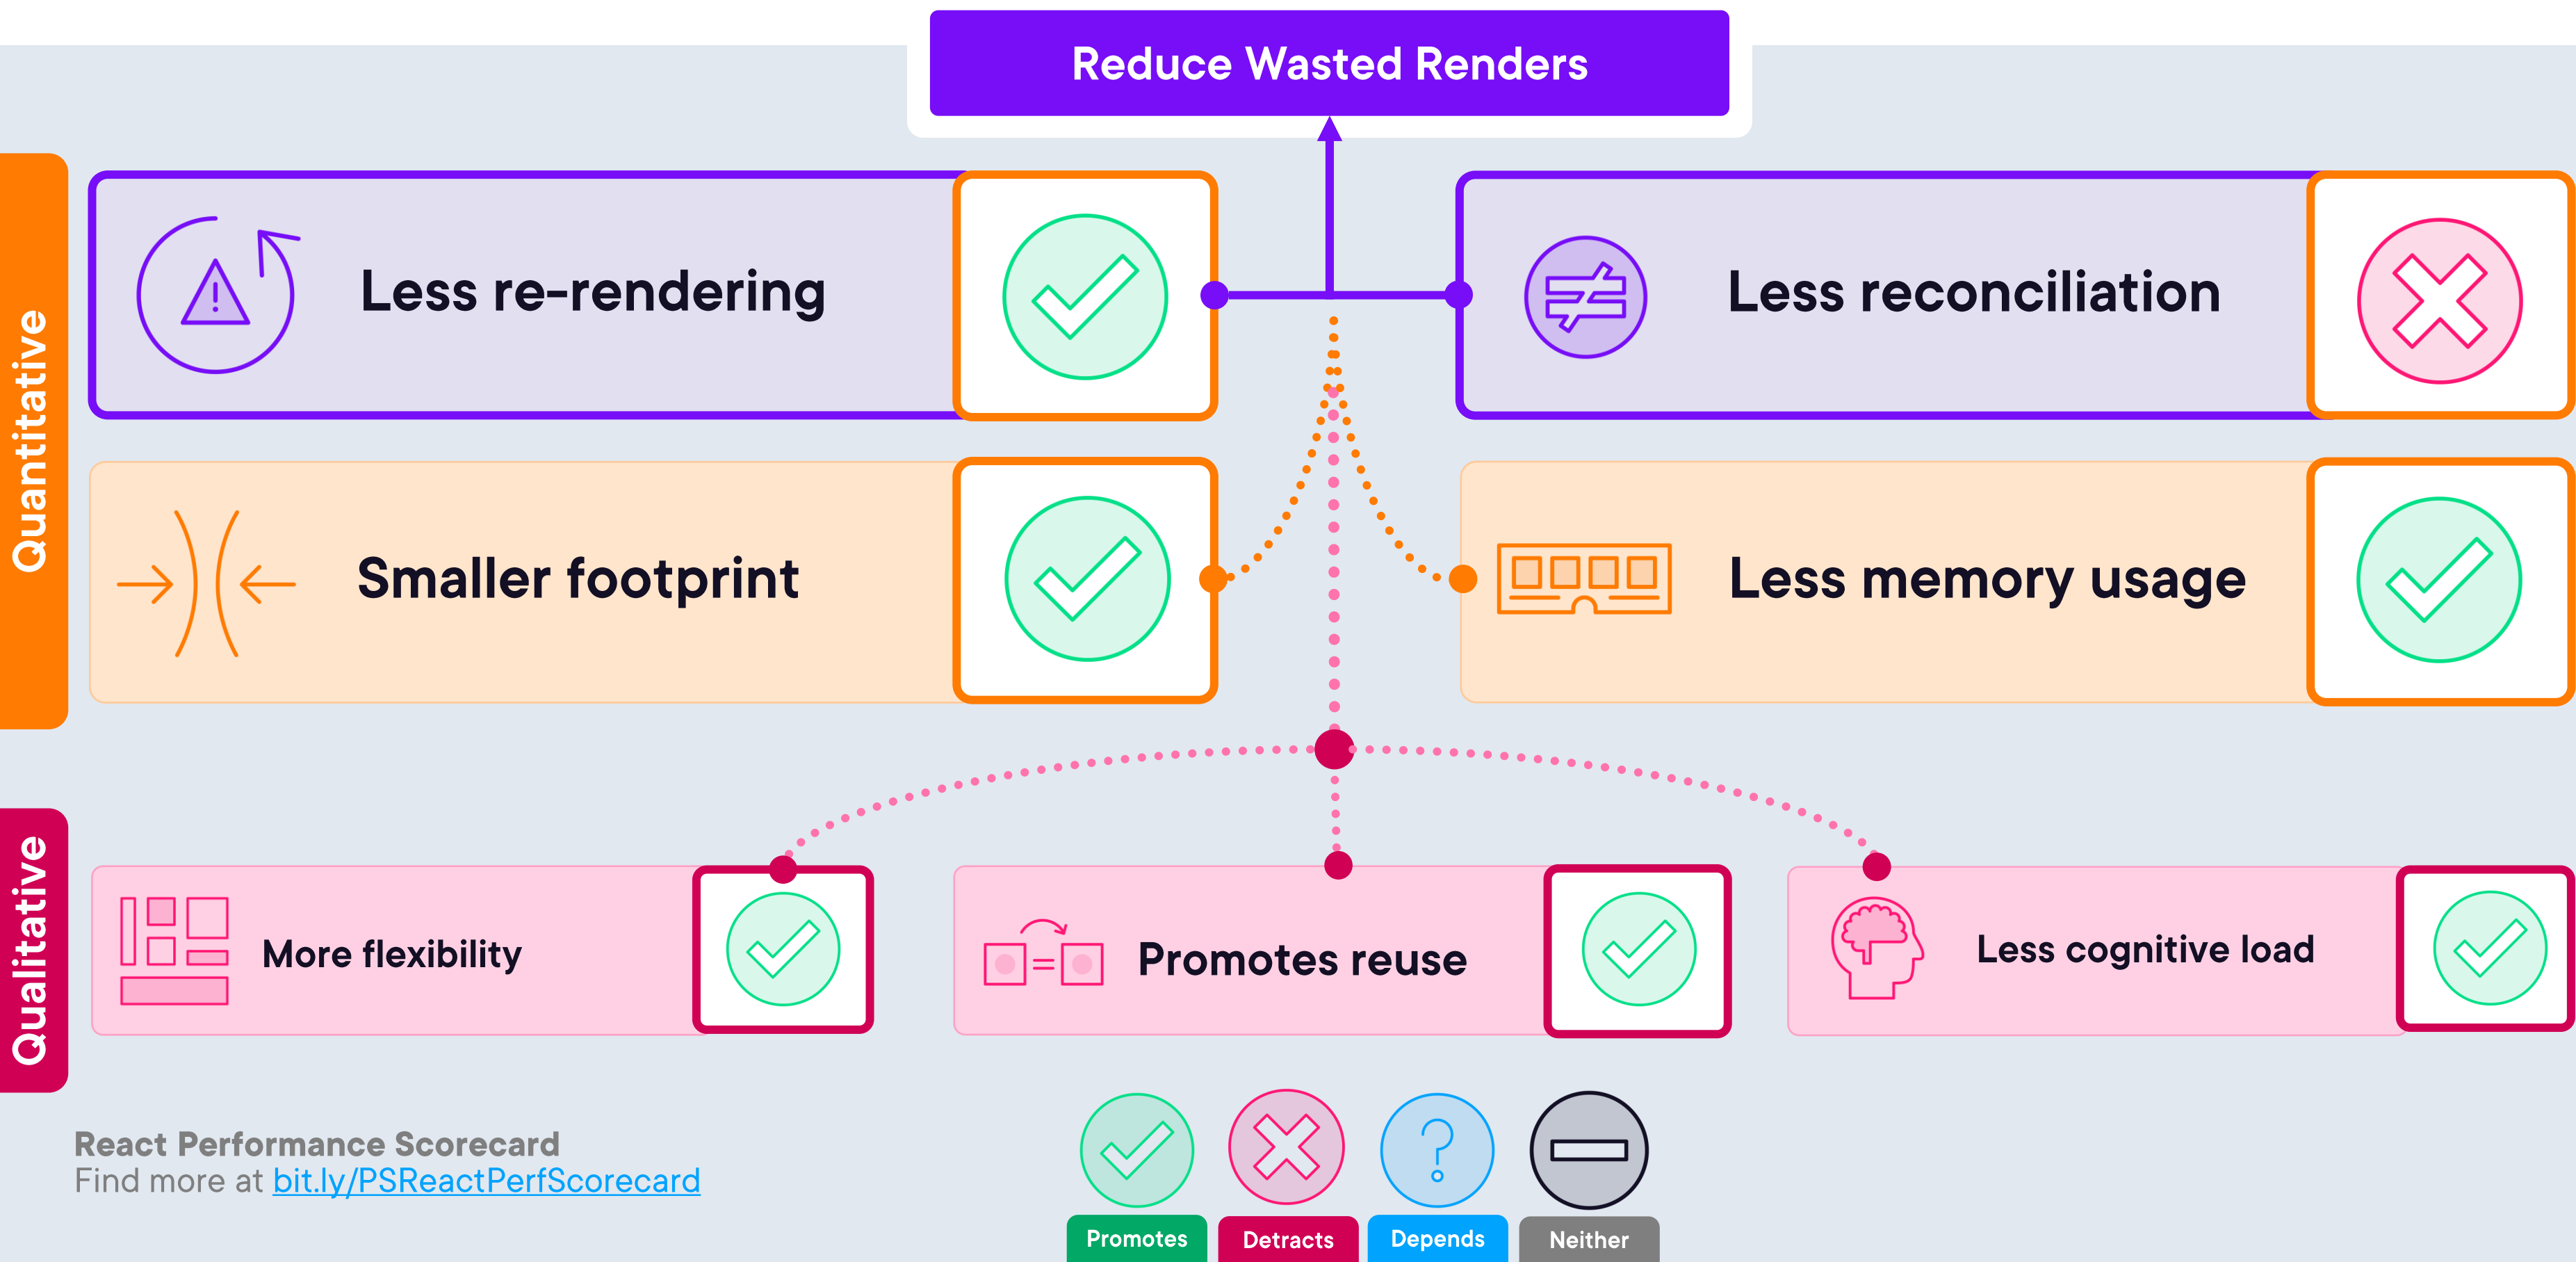 Reduce Wasted Renders
Quantitative
Less re-rendering
Less reconciliation
Smaller footprint
Less memory usage
Qualitative
More flexibility
Promotes reuse
Less cognitive load
React Performance Scorecard
Find more at bit.ly/PSReactPerfScorecard
Promotes
Detracts
Depends
Neither